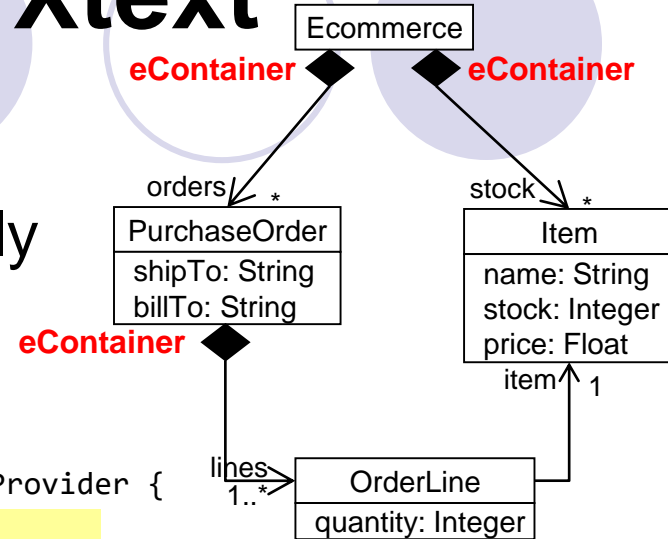 Xtext
Ecommerce
eContainer eContainer
orders * stock *
PurchaseOrder Item
shipTo: String name: String
billTo: String stock: Integer
price: Float
eContainer
item 1
lines
1..*
OrderLine
quantity: Integer
Provider {